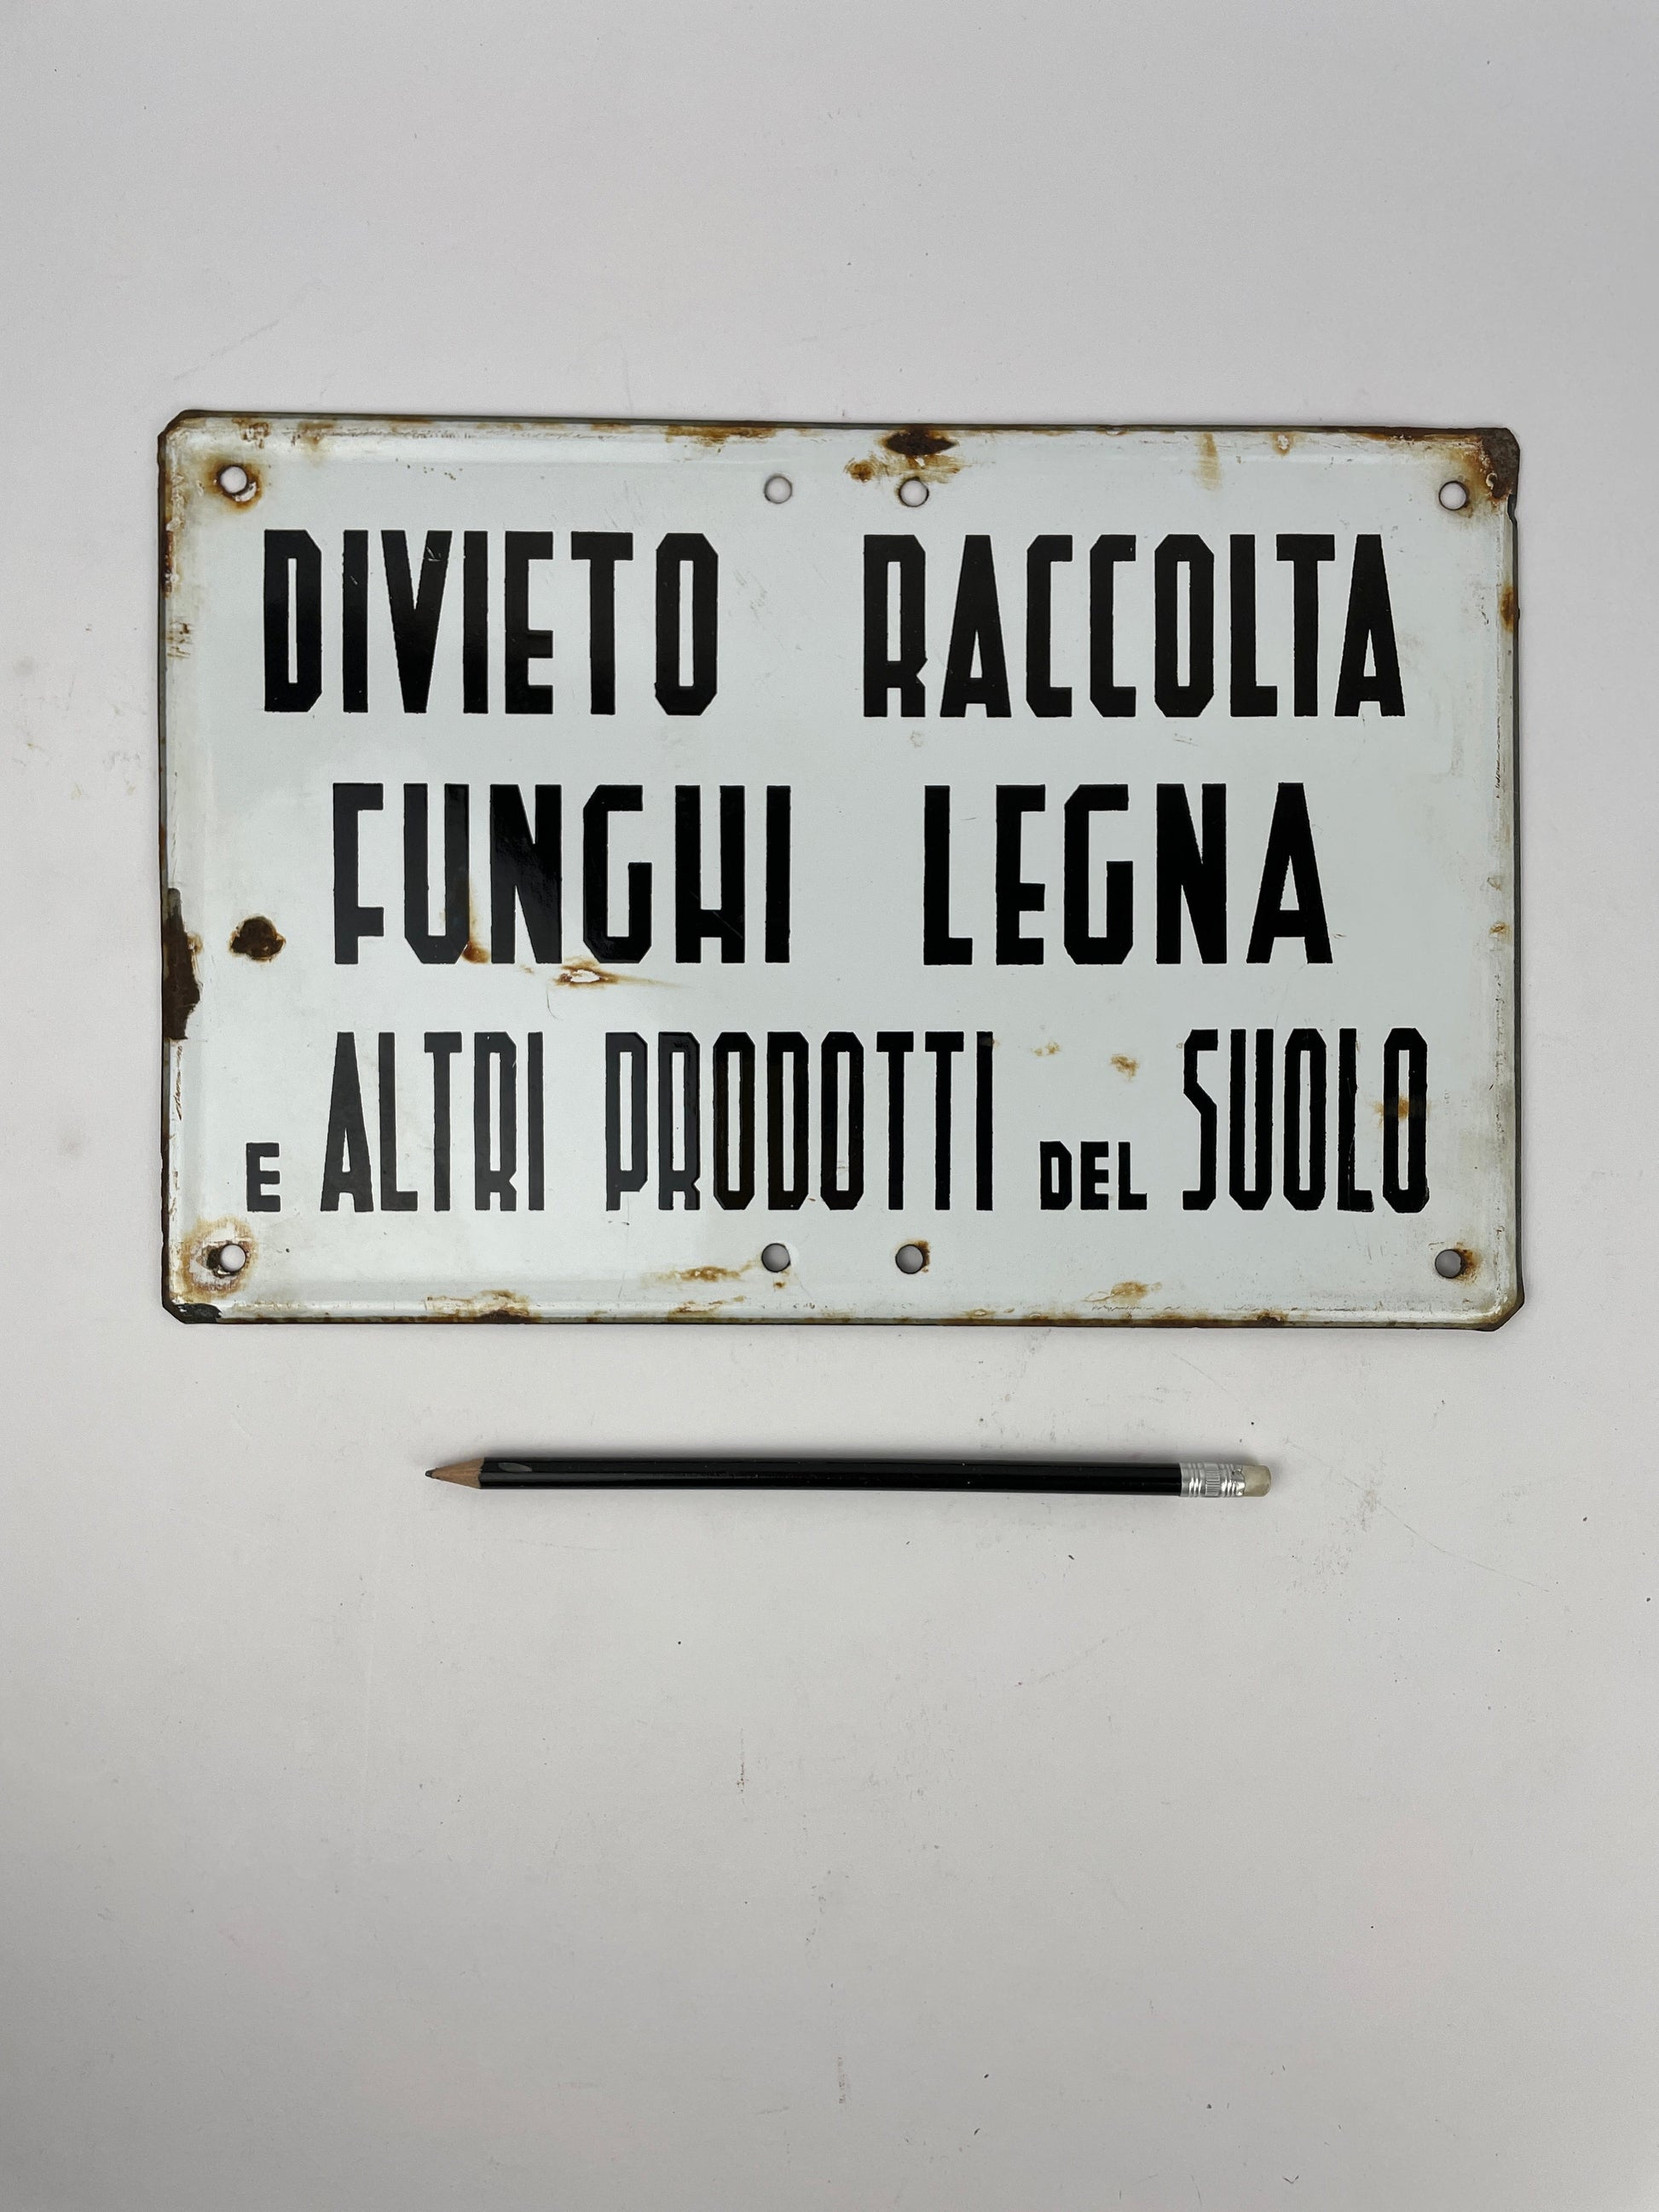 DIVIETO RACCOLTA
FUNGHI LEGNA
E ALTRI PRODOTTI DEL SUOLO